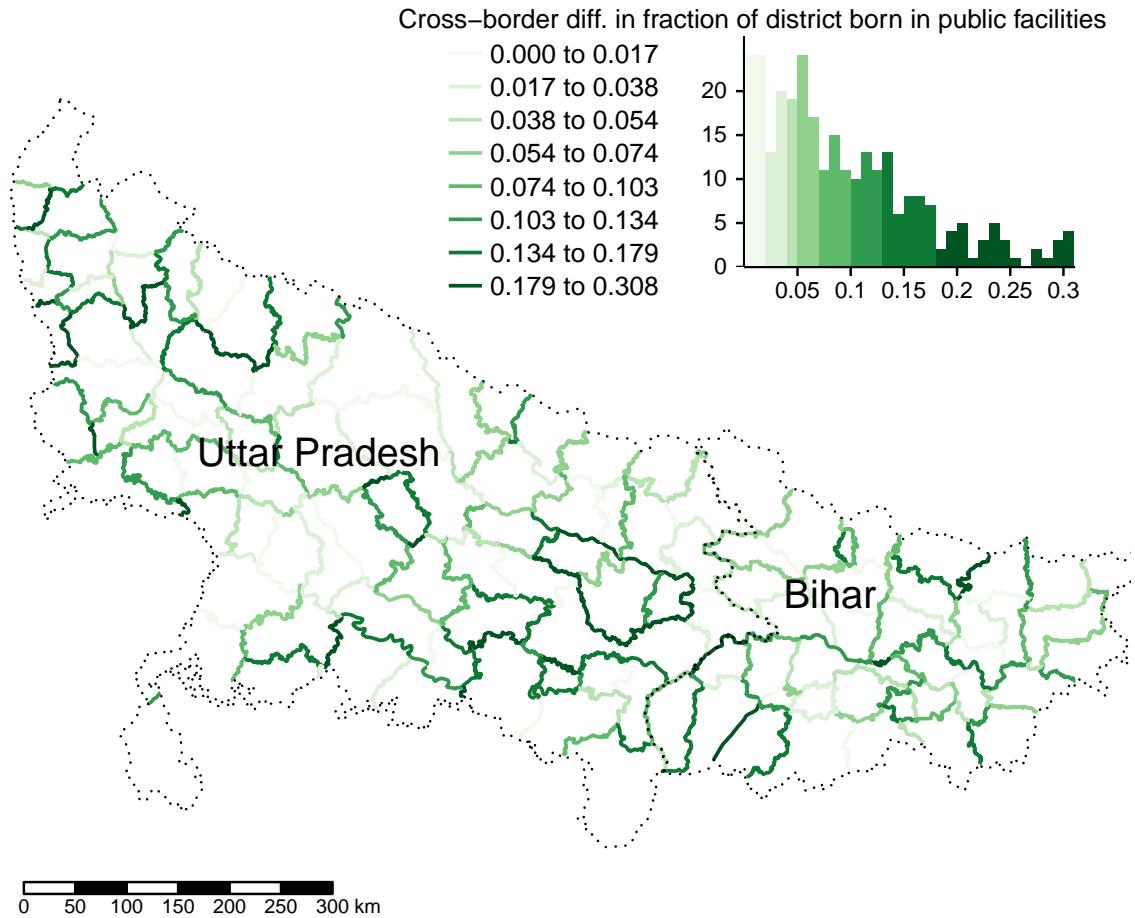 Cross−border diff. in fraction of district born in public facilities
0.000 to 0.017
0.017 to 0.038
0.038 to 0.054
0.054 to 0.074
0.074 to 0.103
0.103 to 0.134
0.134 to 0.179
0.179 to 0.308
20
15
10
5
0
0.05 0.1 0.15 0.2 0.25 0.3
Uttar Pradesh
Bihar
0 50 100 150 200 250 300 km